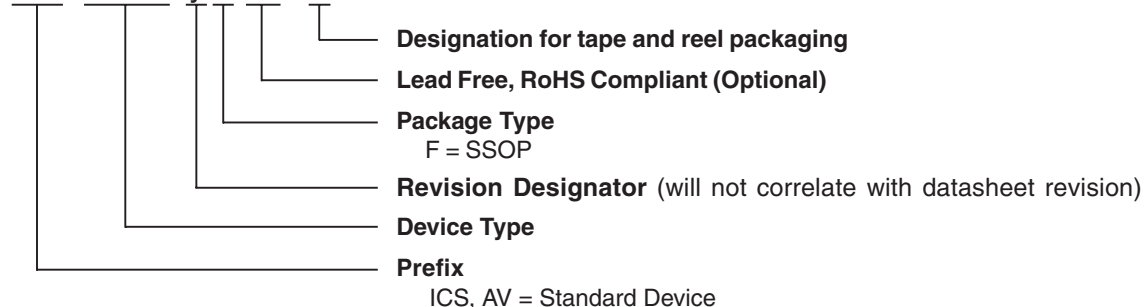 Designation for tape and reel packaging
Lead Free, RoHS Compliant (Optional)
Package Type
F = SSOP
Revision Designator (will not correlate with datasheet revision)
Device Type
Prefix
ICS, AV = Standard Device